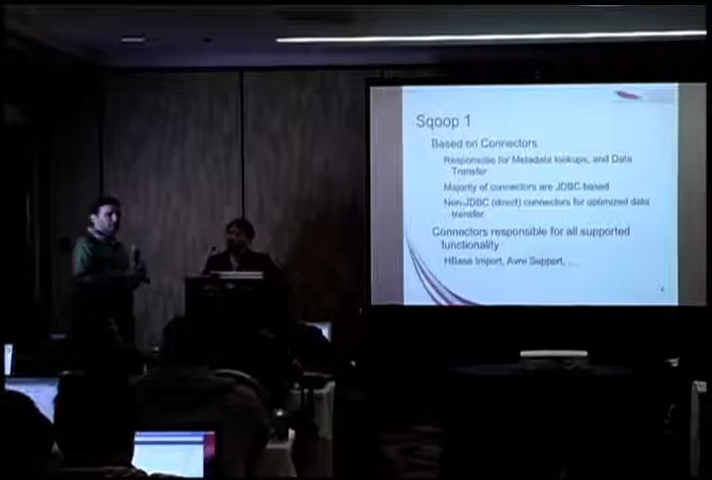 Sqoop 1
Based on Connectors
Responsible for Metadata lookups, and Data
Transfer
Majority of connectors are JDBC based
Non-JDBC (direct) connectors for optimized data
transfer
Connectors responsible for all supported
functionality
HBase Import, Avro Support, ...